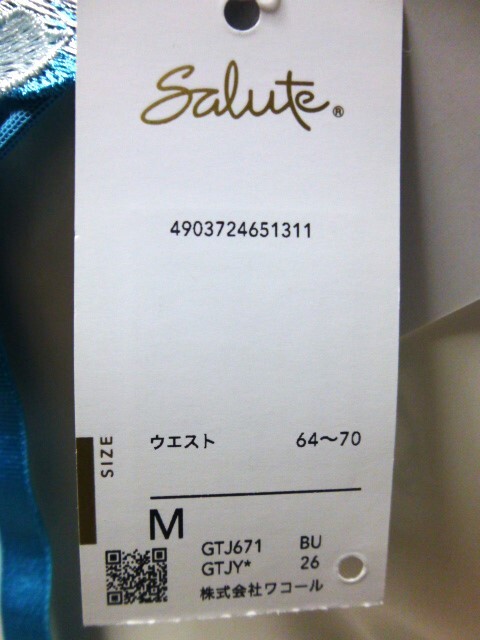 Salute®
4903724651311
SIZE
ウエスト 64〜70
M
GTJ671 BU
GTJY* 26
株式会社ワコール